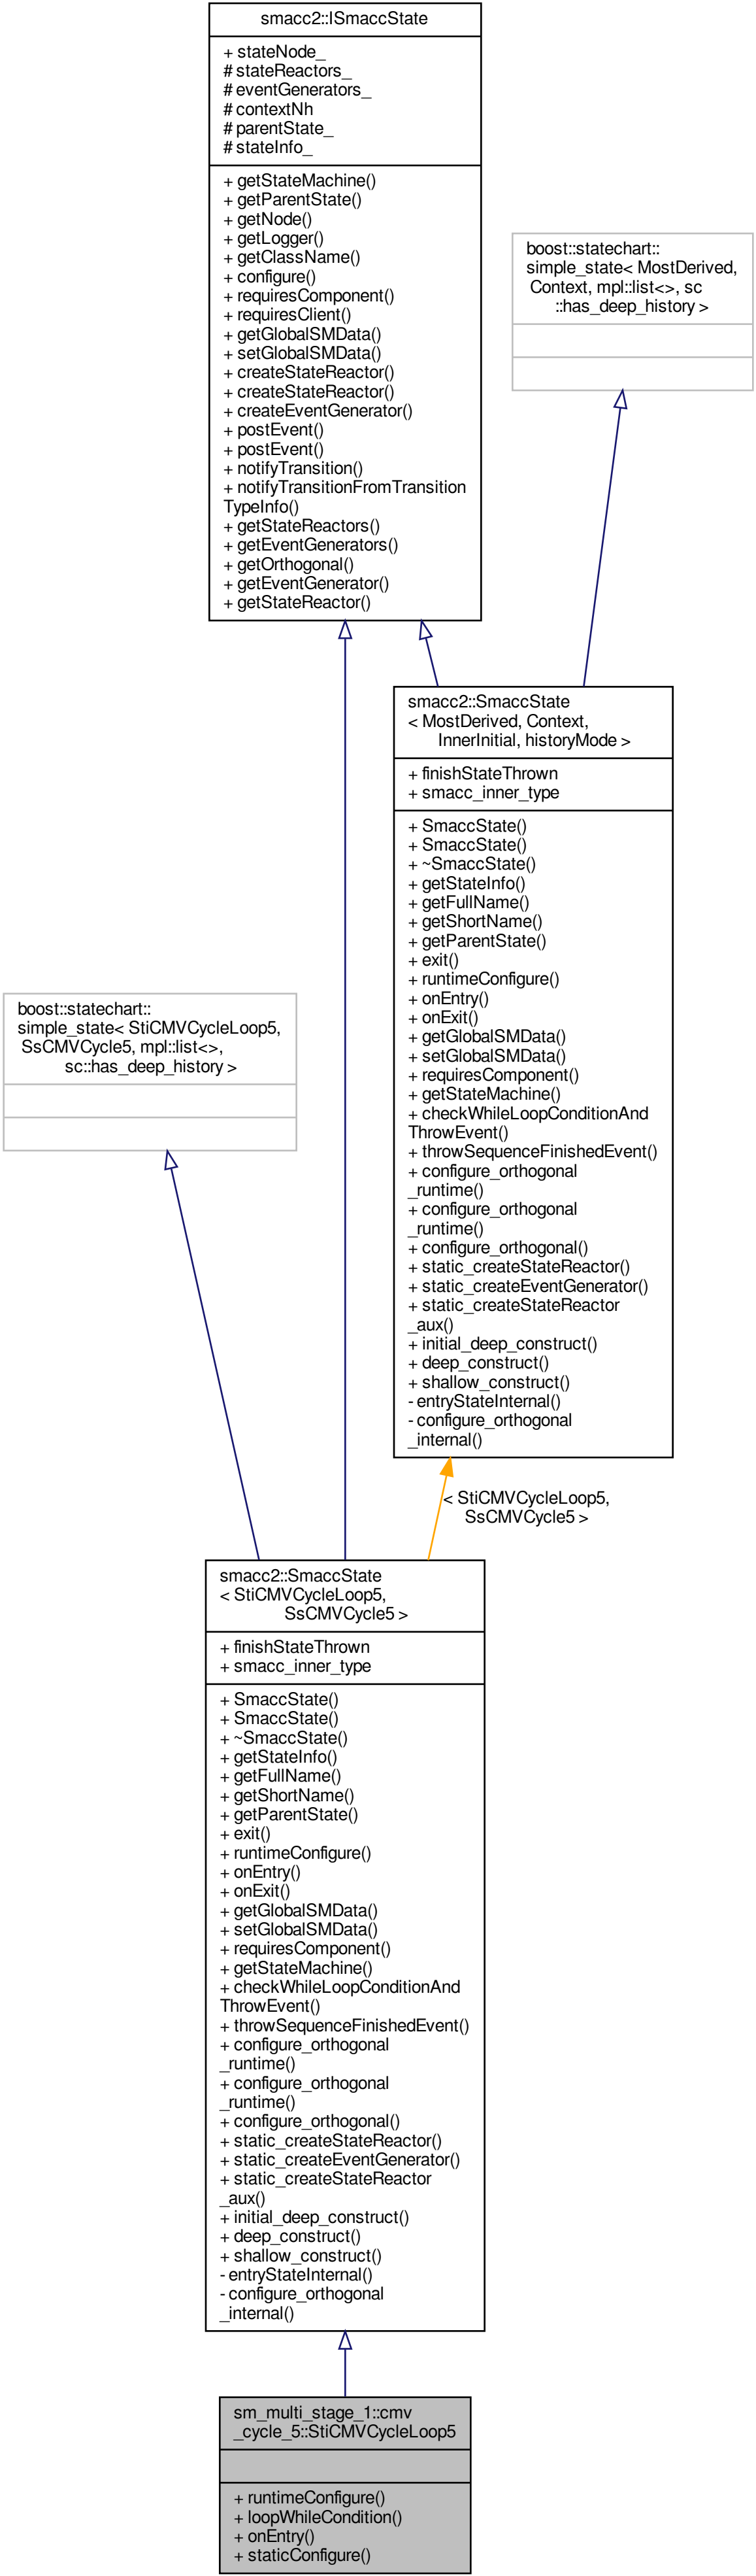 smacc2::ISmaccState
+ stateNode_
# stateReactors_
# eventGenerators_
# contextNh
# parentState_
# stateInfo_
+ getStateMachine()
+ getParentState()
+ getNode()
+ getLogger()
+ getClassName()
+ configure()
+ requiresComponent()
+ requiresClient()
+ getGlobalSMData()
+ setGlobalSMData()
+ createStateReactor()
+ createStateReactor()
+ createEventGenerator()
+ postEvent()
+ postEvent()
+ notifyTransition()
+ notifyTransitionFromTransition
TypeInfo()
+ getStateReactors()
+ getEventGenerators()
+ getOrthogonal()
+ getEventGenerator()
+ getStateReactor()
boost::statechart::
simple_state< MostDerived,
Context, mpl::list<>, sc
::has_deep_history >
smacc2::SmaccState
< MostDerived, Context,
InnerInitial, historyMode >
+ finishStateThrown
+ smacc_inner_type
+ SmaccState()
+ SmaccState()
+ ~SmaccState()
+ getStateInfo()
+ getFullName()
+ getShortName()
+ getParentState()
+ exit()
+ runtimeConfigure()
+ onEntry()
+ onExit()
+ getGlobalSMData()
+ setGlobalSMData()
+ requiresComponent()
+ getStateMachine()
+ checkWhileLoopConditionAnd
ThrowEvent()
+ throwSequenceFinishedEvent()
+ configure_orthogonal
_runtime()
+ configure_orthogonal
_runtime()
+ configure_orthogonal()
+ static_createStateReactor()
+ static_createEventGenerator()
+ static_createStateReactor
_aux()
+ initial_deep_construct()
+ deep_construct()
+ shallow_construct()
- entryStateInternal()
- configure_orthogonal
_internal()
boost::statechart::
simple_state< StiCMVCycleLoop5,
SsCMVCycle5, mpl::list<>,
sc::has_deep_history >
< StiCMVCycleLoop5,
SsCMVCycle5 >
smacc2::SmaccState
< StiCMVCycleLoop5,
SsCMVCycle5 >
+ finishStateThrown
+ smacc_inner_type
+ SmaccState()
+ SmaccState()
+ ~SmaccState()
+ getStateInfo()
+ getFullName()
+ getShortName()
+ getParentState()
+ exit()
+ runtimeConfigure()
+ onEntry()
+ onExit()
+ getGlobalSMData()
+ setGlobalSMData()
+ requiresComponent()
+ getStateMachine()
+ checkWhileLoopConditionAnd
ThrowEvent()
+ throwSequenceFinishedEvent()
+ configure_orthogonal
_runtime()
+ configure_orthogonal
_runtime()
+ configure_orthogonal()
+ static_createStateReactor()
+ static_createEventGenerator()
+ static_createStateReactor
_aux()
+ initial_deep_construct()
+ deep_construct()
+ shallow_construct()
- entryStateInternal()
- configure_orthogonal
_internal()
sm_multi_stage_1::cmv
_cycle_5::StiCMVCycleLoop5
+ runtimeConfigure()
+ loopWhileCondition()
+ onEntry()
+ staticConfigure()